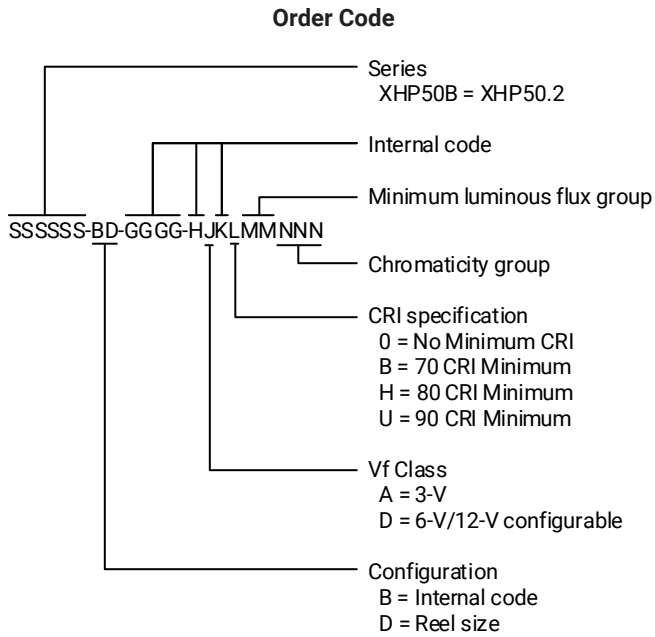 Order Code
Series
XHP50B = XHP50.2
Internal code
Minimum luminous flux group
SSSSSS-BD-GGGG-HJKLMMNNN
Chromaticity group
CRI specification
0 = No Minimum CRI
B = 70 CRI Minimum
H = 80 CRI Minimum
U = 90 CRI Minimum
Vf Class
A = 3-V
D = 6-V/12-V configurable
Configuration
B = Internal code
D = Reel size